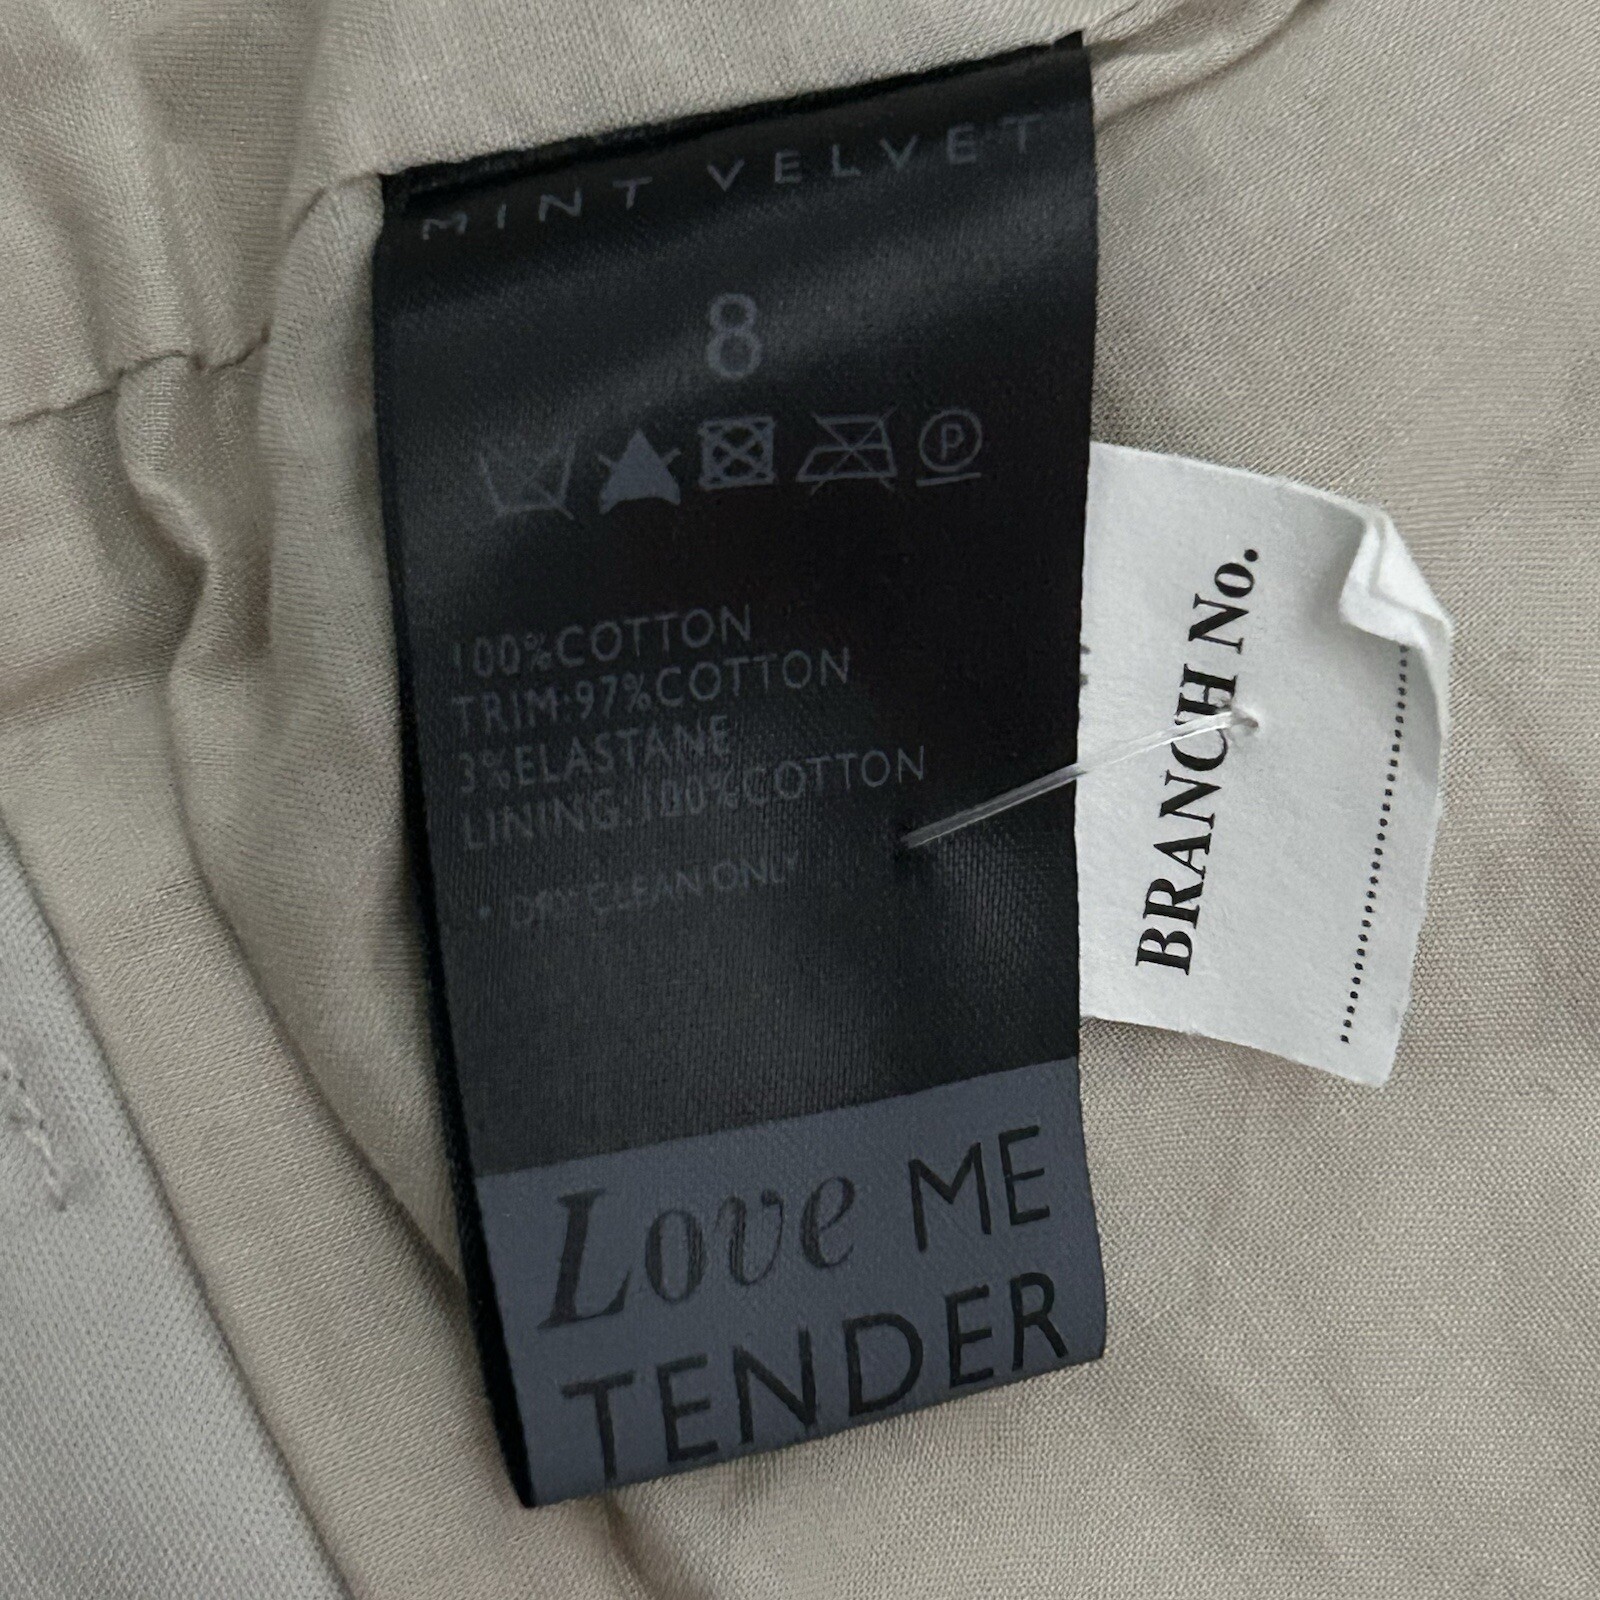 MINT VELVET
8
P
100%COTTON
TRIM:97%COTTON
3%ELASTANE
LINING:100%COTTON
• DRY CLEAN ONLY
Love ME
TENDER
BRANCH No.